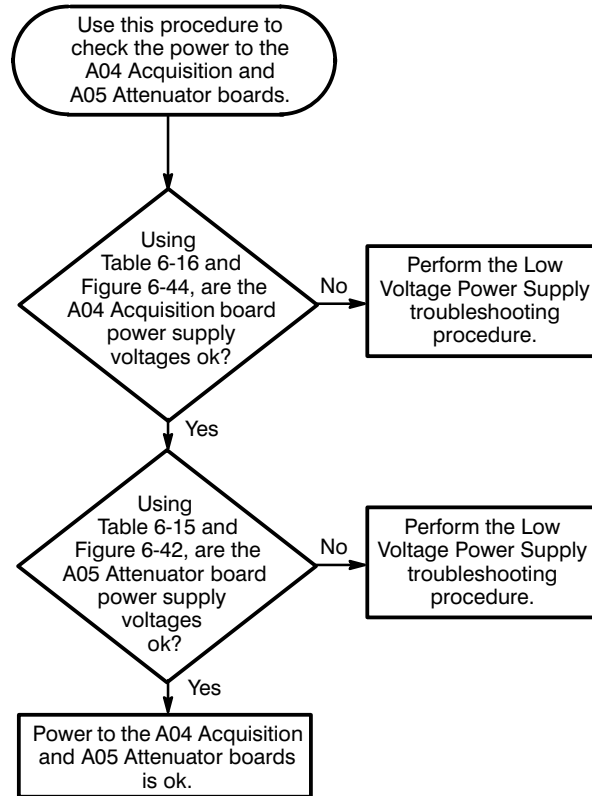 Use this procedure to
check the power to the
A04 Acquisition and
A05 Attenuator boards.
Using
Table 6-16 and
Figure 6-44, are the
A04 Acquisition board
power supply
voltages ok?
No
Perform the Low
Voltage Power Supply
troubleshooting
procedure.
Yes
Using
Table 6-15 and
Figure 6-42, are the
A05 Attenuator board
power supply
voltages
ok?
No
Perform the Low
Voltage Power Supply
troubleshooting
procedure.
Yes
Power to the A04 Acquisition
and A05 Attenuator boards
is ok.